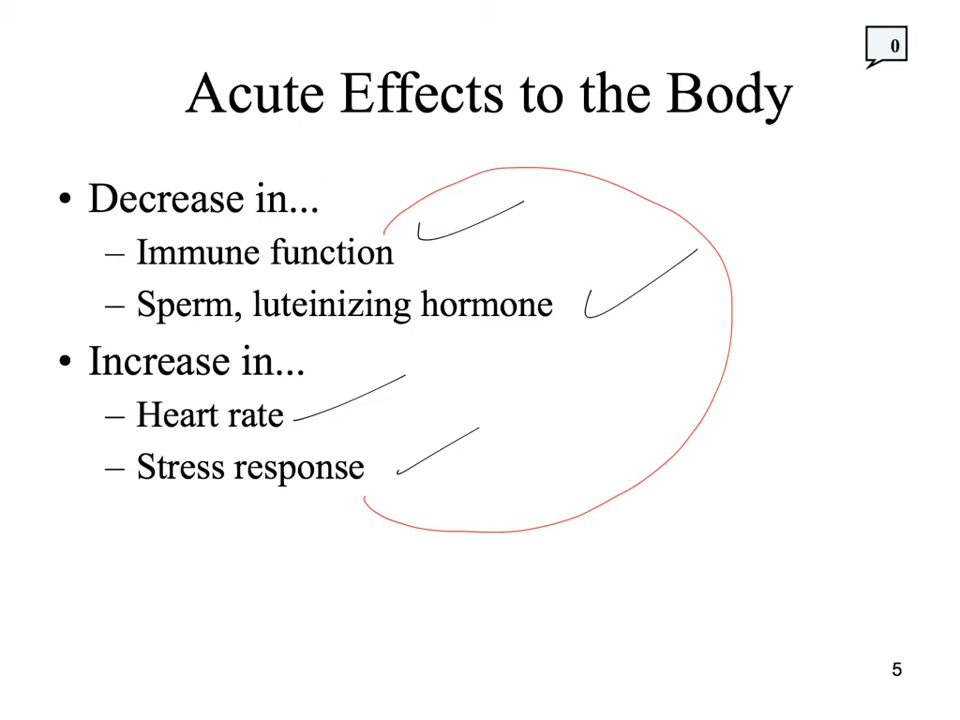 0
Acute Effects to the Body
• Decrease in...
– Immune function
– Sperm, luteinizing hormone
• Increase in...
– Heart rate
– Stress response
5